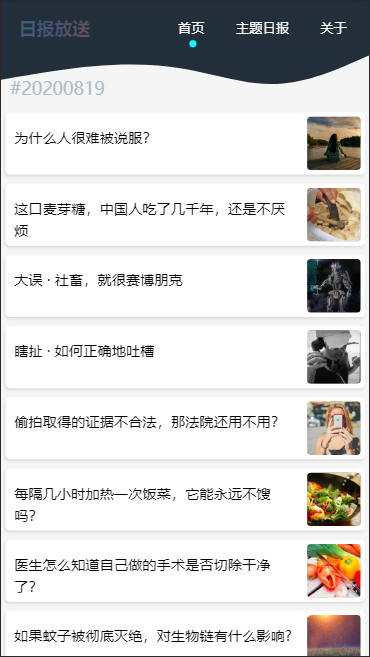 日报放送
首页 主题日报 关于
#20200819
为什么人很难被说服？
这口麦芽糖，中国人吃了几千年，还是不厌
烦
大误 · 社畜，就很赛博朋克
瞎扯 · 如何正确地吐槽
偷拍取得的证据不合法，那法院还用不用？
每隔几小时加热一次饭菜，它能永远不馊
吗？
医生怎么知道自己做的手术是否切除干净
了？
如果蚊子被彻底灭绝，对生物链有什么影响？